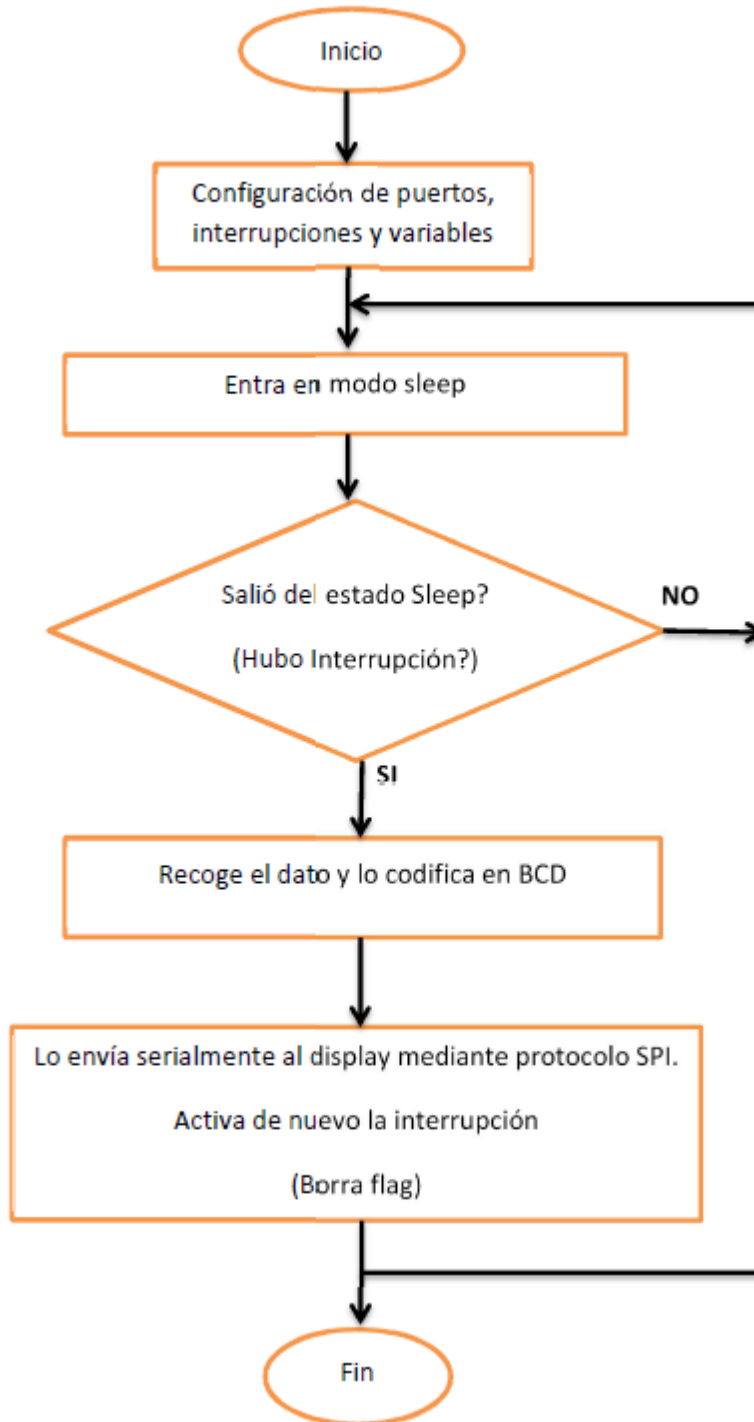 Inicio
Configuración de puertos,
interrupciones y variables
Entra en modo sleep
Salió del estado Sleep?
NO
(Hubo Interrupción?)
SI
Recoge el dato y lo codifica en BCD
Lo envía serialmente al display mediante protocolo SPI.
Activa de nuevo la interrupción
(Borra flag)
Fin